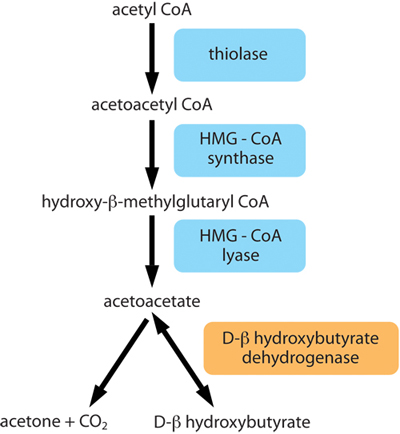 acetyl CoA
thiolase
acetoacetyl CoA
HMG - CoA
synthase
hydroxy-β-methylglutaryl CoA
HMG - CoA
lyase
acetoacetate
D-β hydroxybutyrate
dehydrogenase
acetone + CO₂
D-β hydroxybutyrate